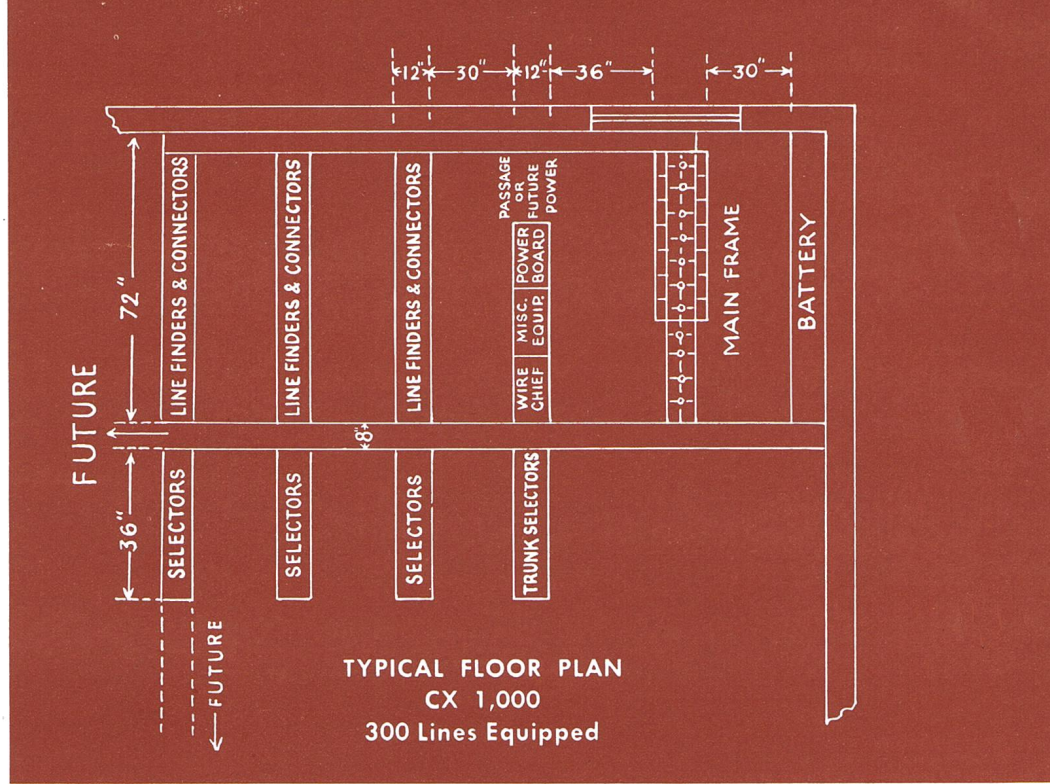 12" 30" 12" 36" 30"
72"
FUTURE
36"
LINE FINDERS & CONNECTORS
LINE FINDERS & CONNECTORS
LINE FINDERS & CONNECTORS
PASSAGE
OR
FUTURE
POWER
POWER
BOARD
MISC.
EQUIP.
WIRE
CHIEF
MAIN FRAME
BATTERY
8"
SELECTORS
SELECTORS
SELECTORS
TRUNK SELECTORS
FUTURE
TYPICAL FLOOR PLAN
CX 1,000
300 Lines Equipped